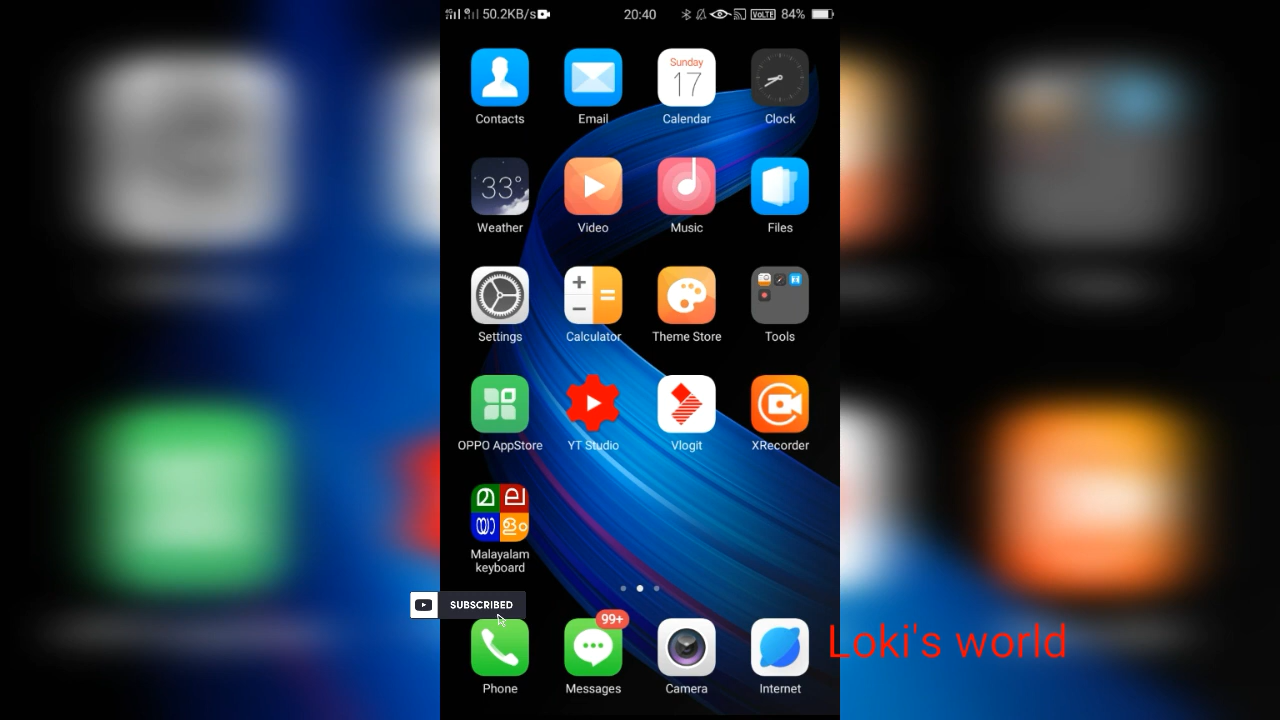 50.2KB/s 20:40 VoLTE 84%
Sunday
17
Contacts Email Calendar Clock
33°
Weather Video Music Files
Settings Calculator Theme Store Tools
OPPO AppStore YT Studio Vlogit XRecorder
മ ല
യാ ളം
Malayalam
keyboard
SUBSCRIBED
99+
Loki's world
Phone Messages Camera Internet